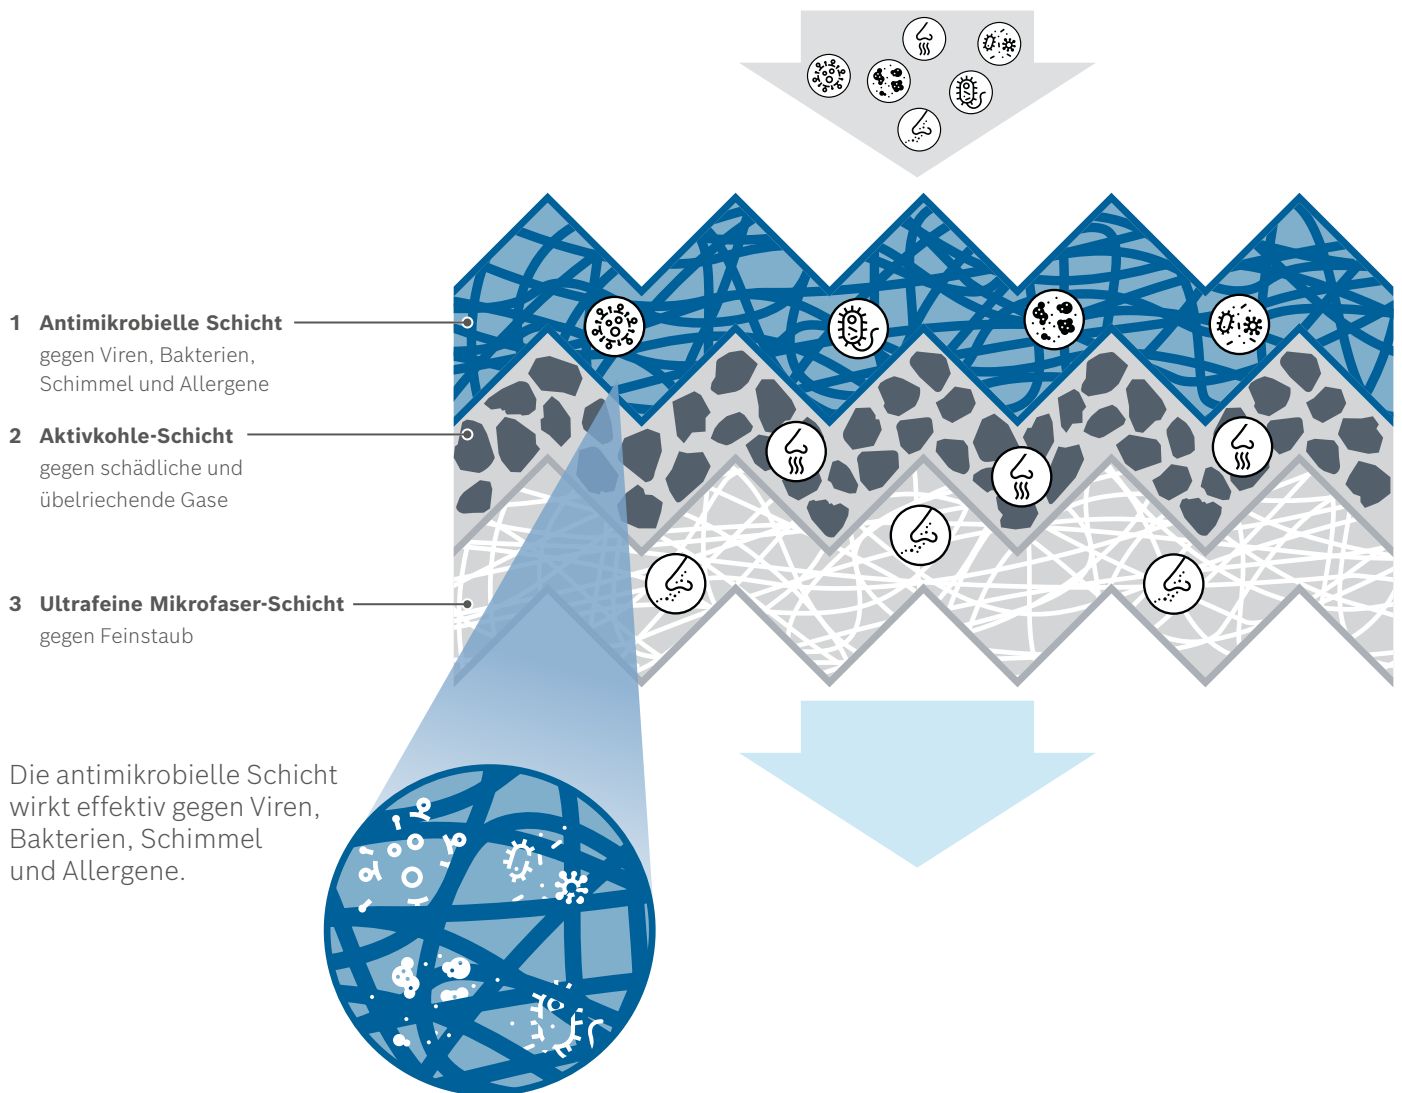 1 Antimikrobielle Schicht
gegen Viren, Bakterien,
Schimmel und Allergene
2 Aktivkohle-Schicht
gegen schädliche und
übelriechende Gase
3 Ultrafeine Mikrofaser-Schicht
gegen Feinstaub
Die antimikrobielle Schicht
wirkt effektiv gegen Viren,
Bakterien, Schimmel
und Allergene.